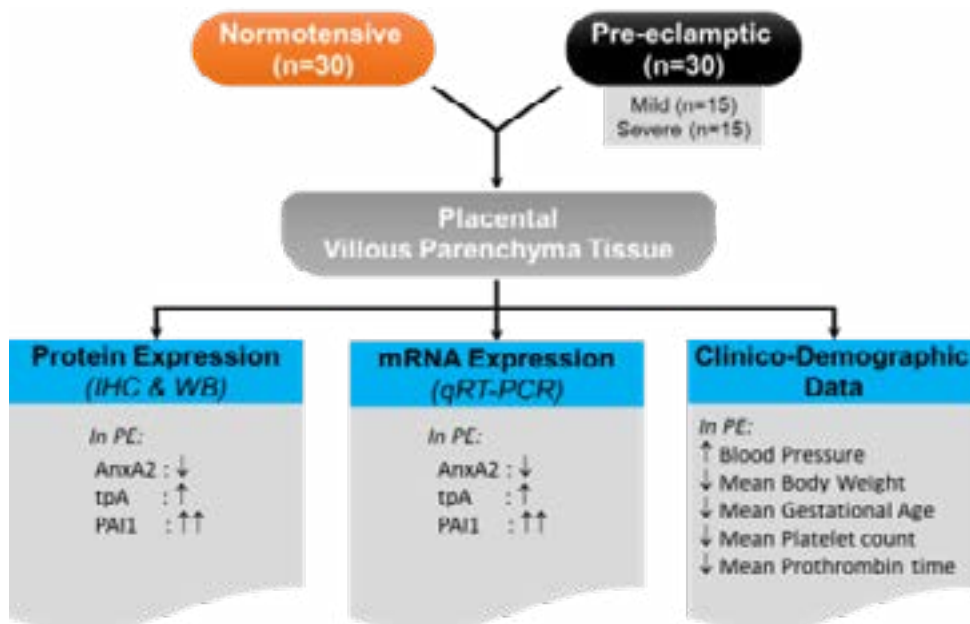 Normotensive
(n=30)
Pre-eclamptic
(n=30)
Mild (n=15)
Severe (n=15)
Placental
Villous Parenchyma Tissue
Protein Expression
(IHC & WB)
In PE:
AnxA2 : ↓
tpA : ↑
PAI1 : ↑↑
mRNA Expression
(qRT-PCR)
In PE:
AnxA2 : ↓
tpA : ↑
PAI1 : ↑↑
Clinico-Demographic
Data
In PE:
↑ Blood Pressure
↓ Mean Body Weight
↓ Mean Gestational Age
↓ Mean Platelet count
↓ Mean Prothrombin time